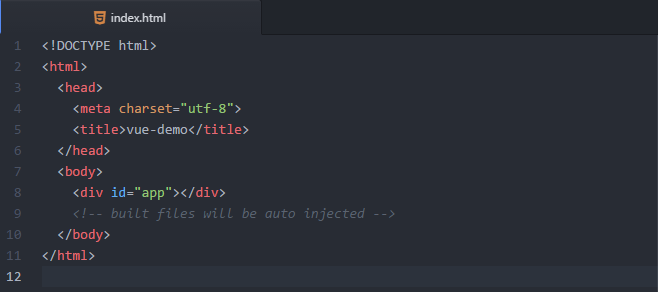 index.html
1 <!DOCTYPE html>
2 <html>
3   <head>
4     <meta charset="utf-8">
5     <title>vue-demo</title>
6   </head>
7   <body>
8     <div id="app"></div>
9     <!-- built files will be auto injected -->
10   </body>
11 </html>
12